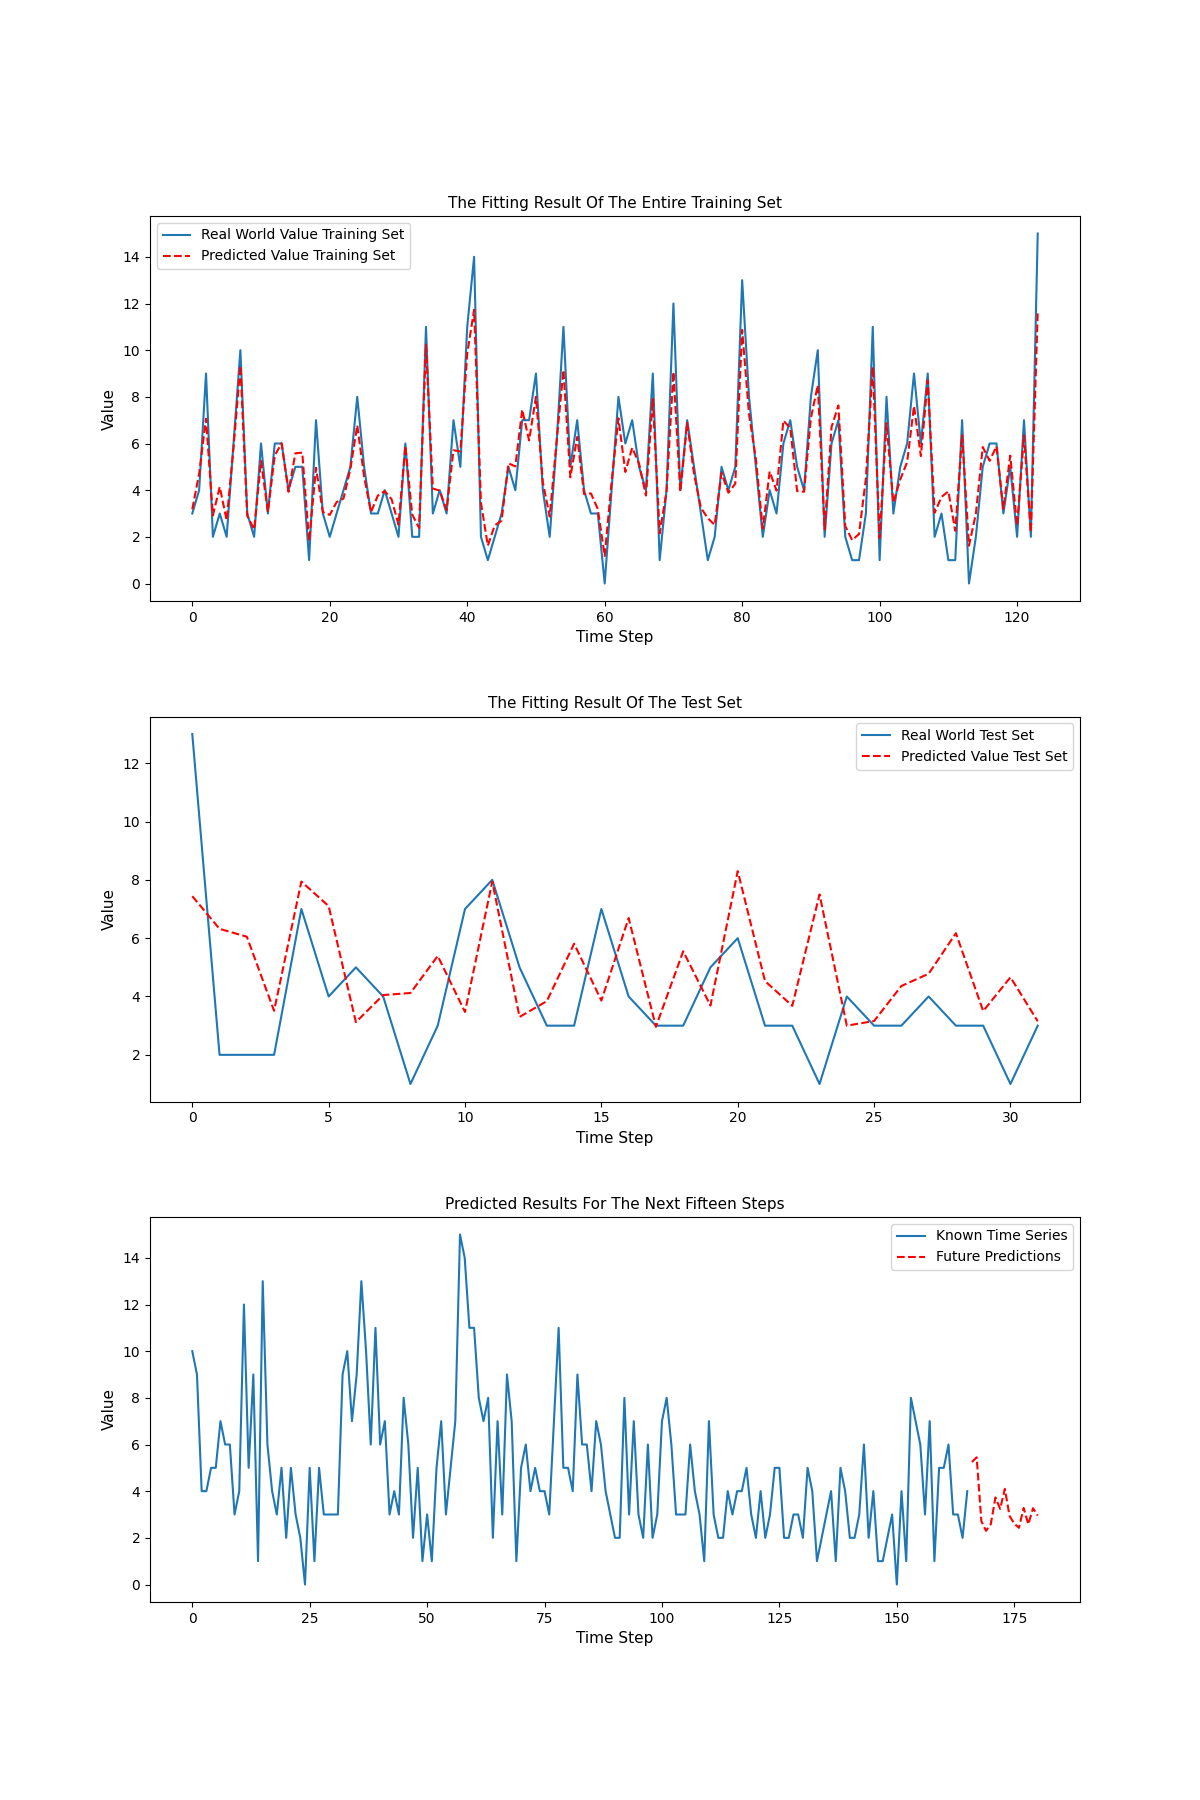 The Fitting Result Of The Entire Training Set
Real World Value Training Set
Predicted Value Training Set
Value
14
12
10
8
6
4
2
0
0 20 40 60 80 100 120
Time Step
The Fitting Result Of The Test Set
Real World Test Set
Predicted Value Test Set
Value
12
10
8
6
4
2
0 5 10 15 20 25 30
Time Step
Predicted Results For The Next Fifteen Steps
Known Time Series
Future Predictions
Value
14
12
10
8
6
4
2
0
0 25 50 75 100 125 150 175
Time Step